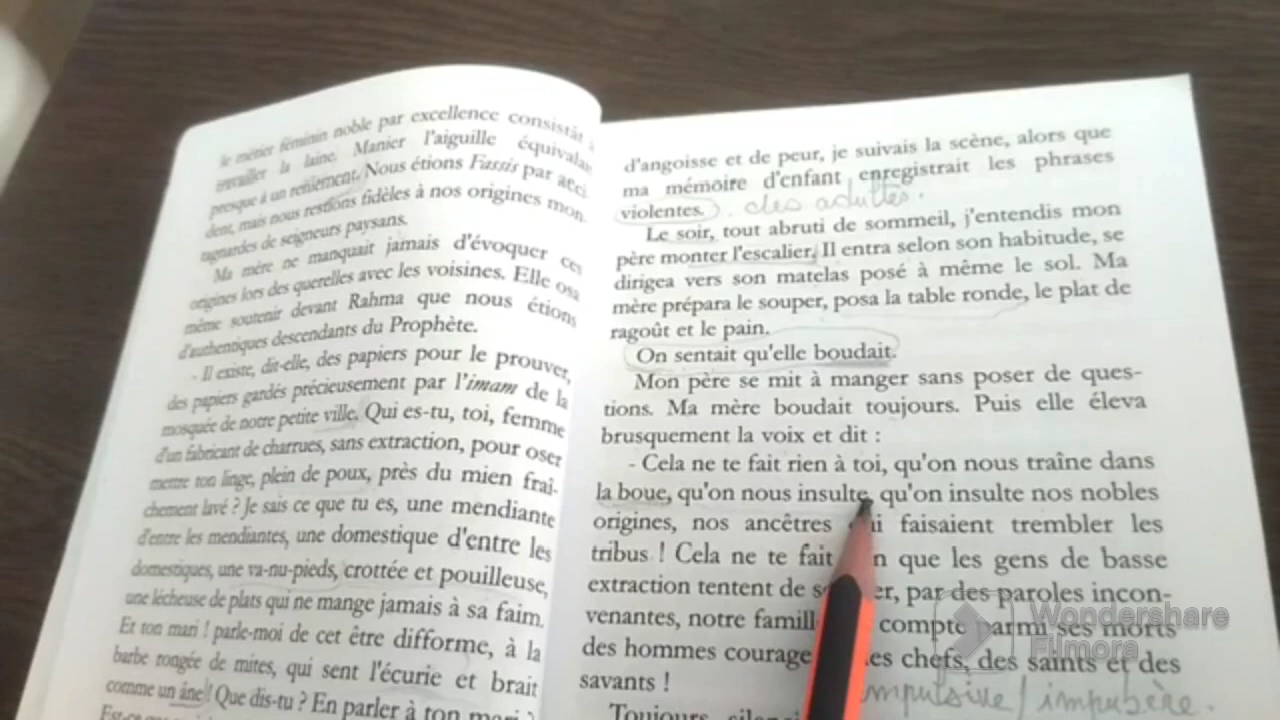 le métier féminin noble par excellence consistât à
travailler la laine. Manier l'aiguille équivalait
presque à un reniement. Nous étions Fassis par acci-
dent, mais nous restions fidèles à nos origines mon-
tagnardes de seigneurs paysans.
Ma mère ne manquait jamais d'évoquer ces
origines lors des querelles avec les voisines. Elle osa
même soutenir devant Rahma que nous étions
d'authentiques descendants du Prophète.
- Il existe, dit-elle, des papiers pour le prouver,
des papiers gardés précieusement par l'imam de la
mosquée de notre petite ville. Qui es-tu, toi, femme
d'un fabricant de charrues, sans extraction, pour oser
mettre ton linge, plein de poux, près du mien fraî-
chement lavé ? Je sais ce que tu es, une mendiante
d'entre les mendiantes, une domestique d'entre les
domestiques, une va-nu-pieds, crottée et pouilleuse,
une lécheuse de plats qui ne mange jamais à sa faim.
Et ton mari ! parle-moi de cet être difforme, à la
barbe rongée de mites, qui sent l'écurie et brait
comme un âne ! Que dis-tu ? En parler à ton mari ?
Est-ce que
d'angoisse et de peur, je suivais la scène, alors que
ma mémoire d'enfant enregistrait les phrases
violentes. des adultes.
Le soir, tout abruti de sommeil, j'entendis mon
père monter l'escalier. Il entra selon son habitude, se
dirigea vers son matelas posé à même le sol. Ma
mère prépara le souper, posa la table ronde, le plat de
ragoût et le pain.
On sentait qu'elle boudait.
Mon père se mit à manger sans poser de ques-
tions. Ma mère boudait toujours. Puis elle éleva
brusquement la voix et dit :
- Cela ne te fait rien à toi, qu'on nous traîne dans
la boue, qu'on nous insulte, qu'on insulte nos nobles
origines, nos ancêtres qui faisaient trembler les
tribus ! Cela ne te fait rien que les gens de basse
extraction tentent de er, par des paroles incon-
venantes, notre famille compte parmi ses morts
des hommes courage es chefs, des saints et des
savants !
impulsive / impubère.
Toujours
Wondershare
Filmora